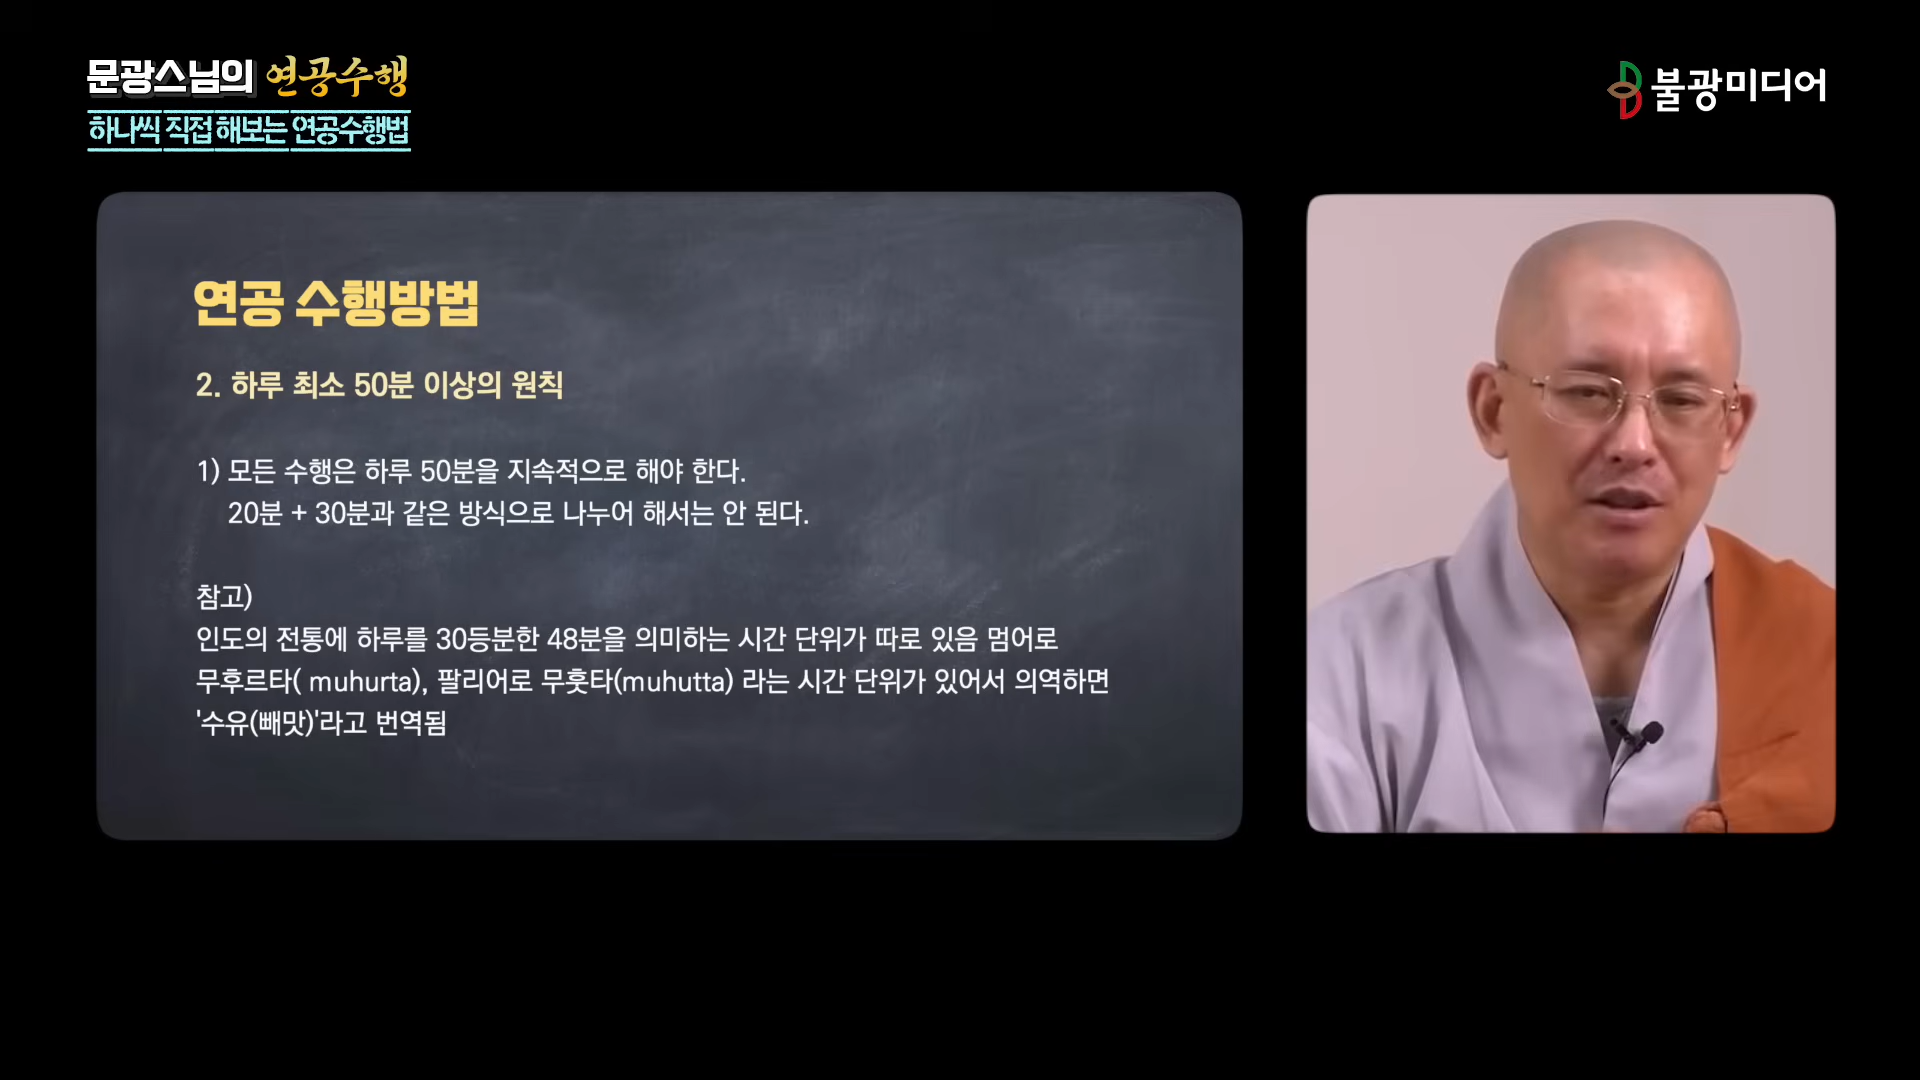 문광스님의 연공수행
하나씩 직접 해보는 연공수행법
불광미디어
연공 수행방법
2. 하루 최소 50분 이상의 원칙
1) 모든 수행은 하루 50분을 지속적으로 해야 한다.
20분 + 30분과 같은 방식으로 나누어 해서는 안 된다.
참고)
인도의 전통에 하루를 30등분한 48분을 의미하는 시간 단위가 따로 있음 멈어로
무후르타( muhurta), 팔리어로 무훗타(muhutta) 라는 시간 단위가 있어서 의역하면
'수유(빼맛)'라고 번역됨